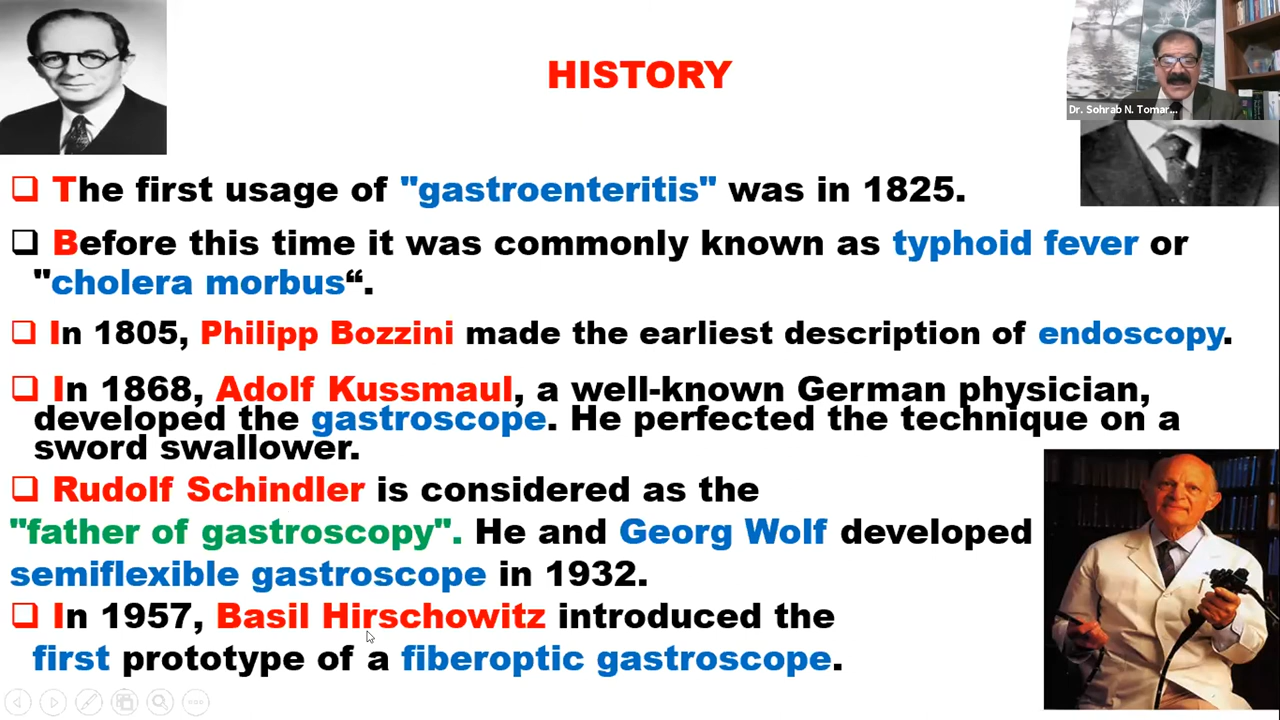 HISTORY
Dr. Sohrab N. Tomar...
The first usage of "gastroenteritis" was in 1825.
Before this time it was commonly known as typhoid fever or
"cholera morbus“.
In 1805, Philipp Bozzini made the earliest description of endoscopy.
In 1868, Adolf Kussmaul, a well-known German physician,
developed the gastroscope. He perfected the technique on a
sword swallower.
Rudolf Schindler is considered as the
"father of gastroscopy". He and Georg Wolf developed
semiflexible gastroscope in 1932.
In 1957, Basil Hirschowitz introduced the
first prototype of a fiberoptic gastroscope.